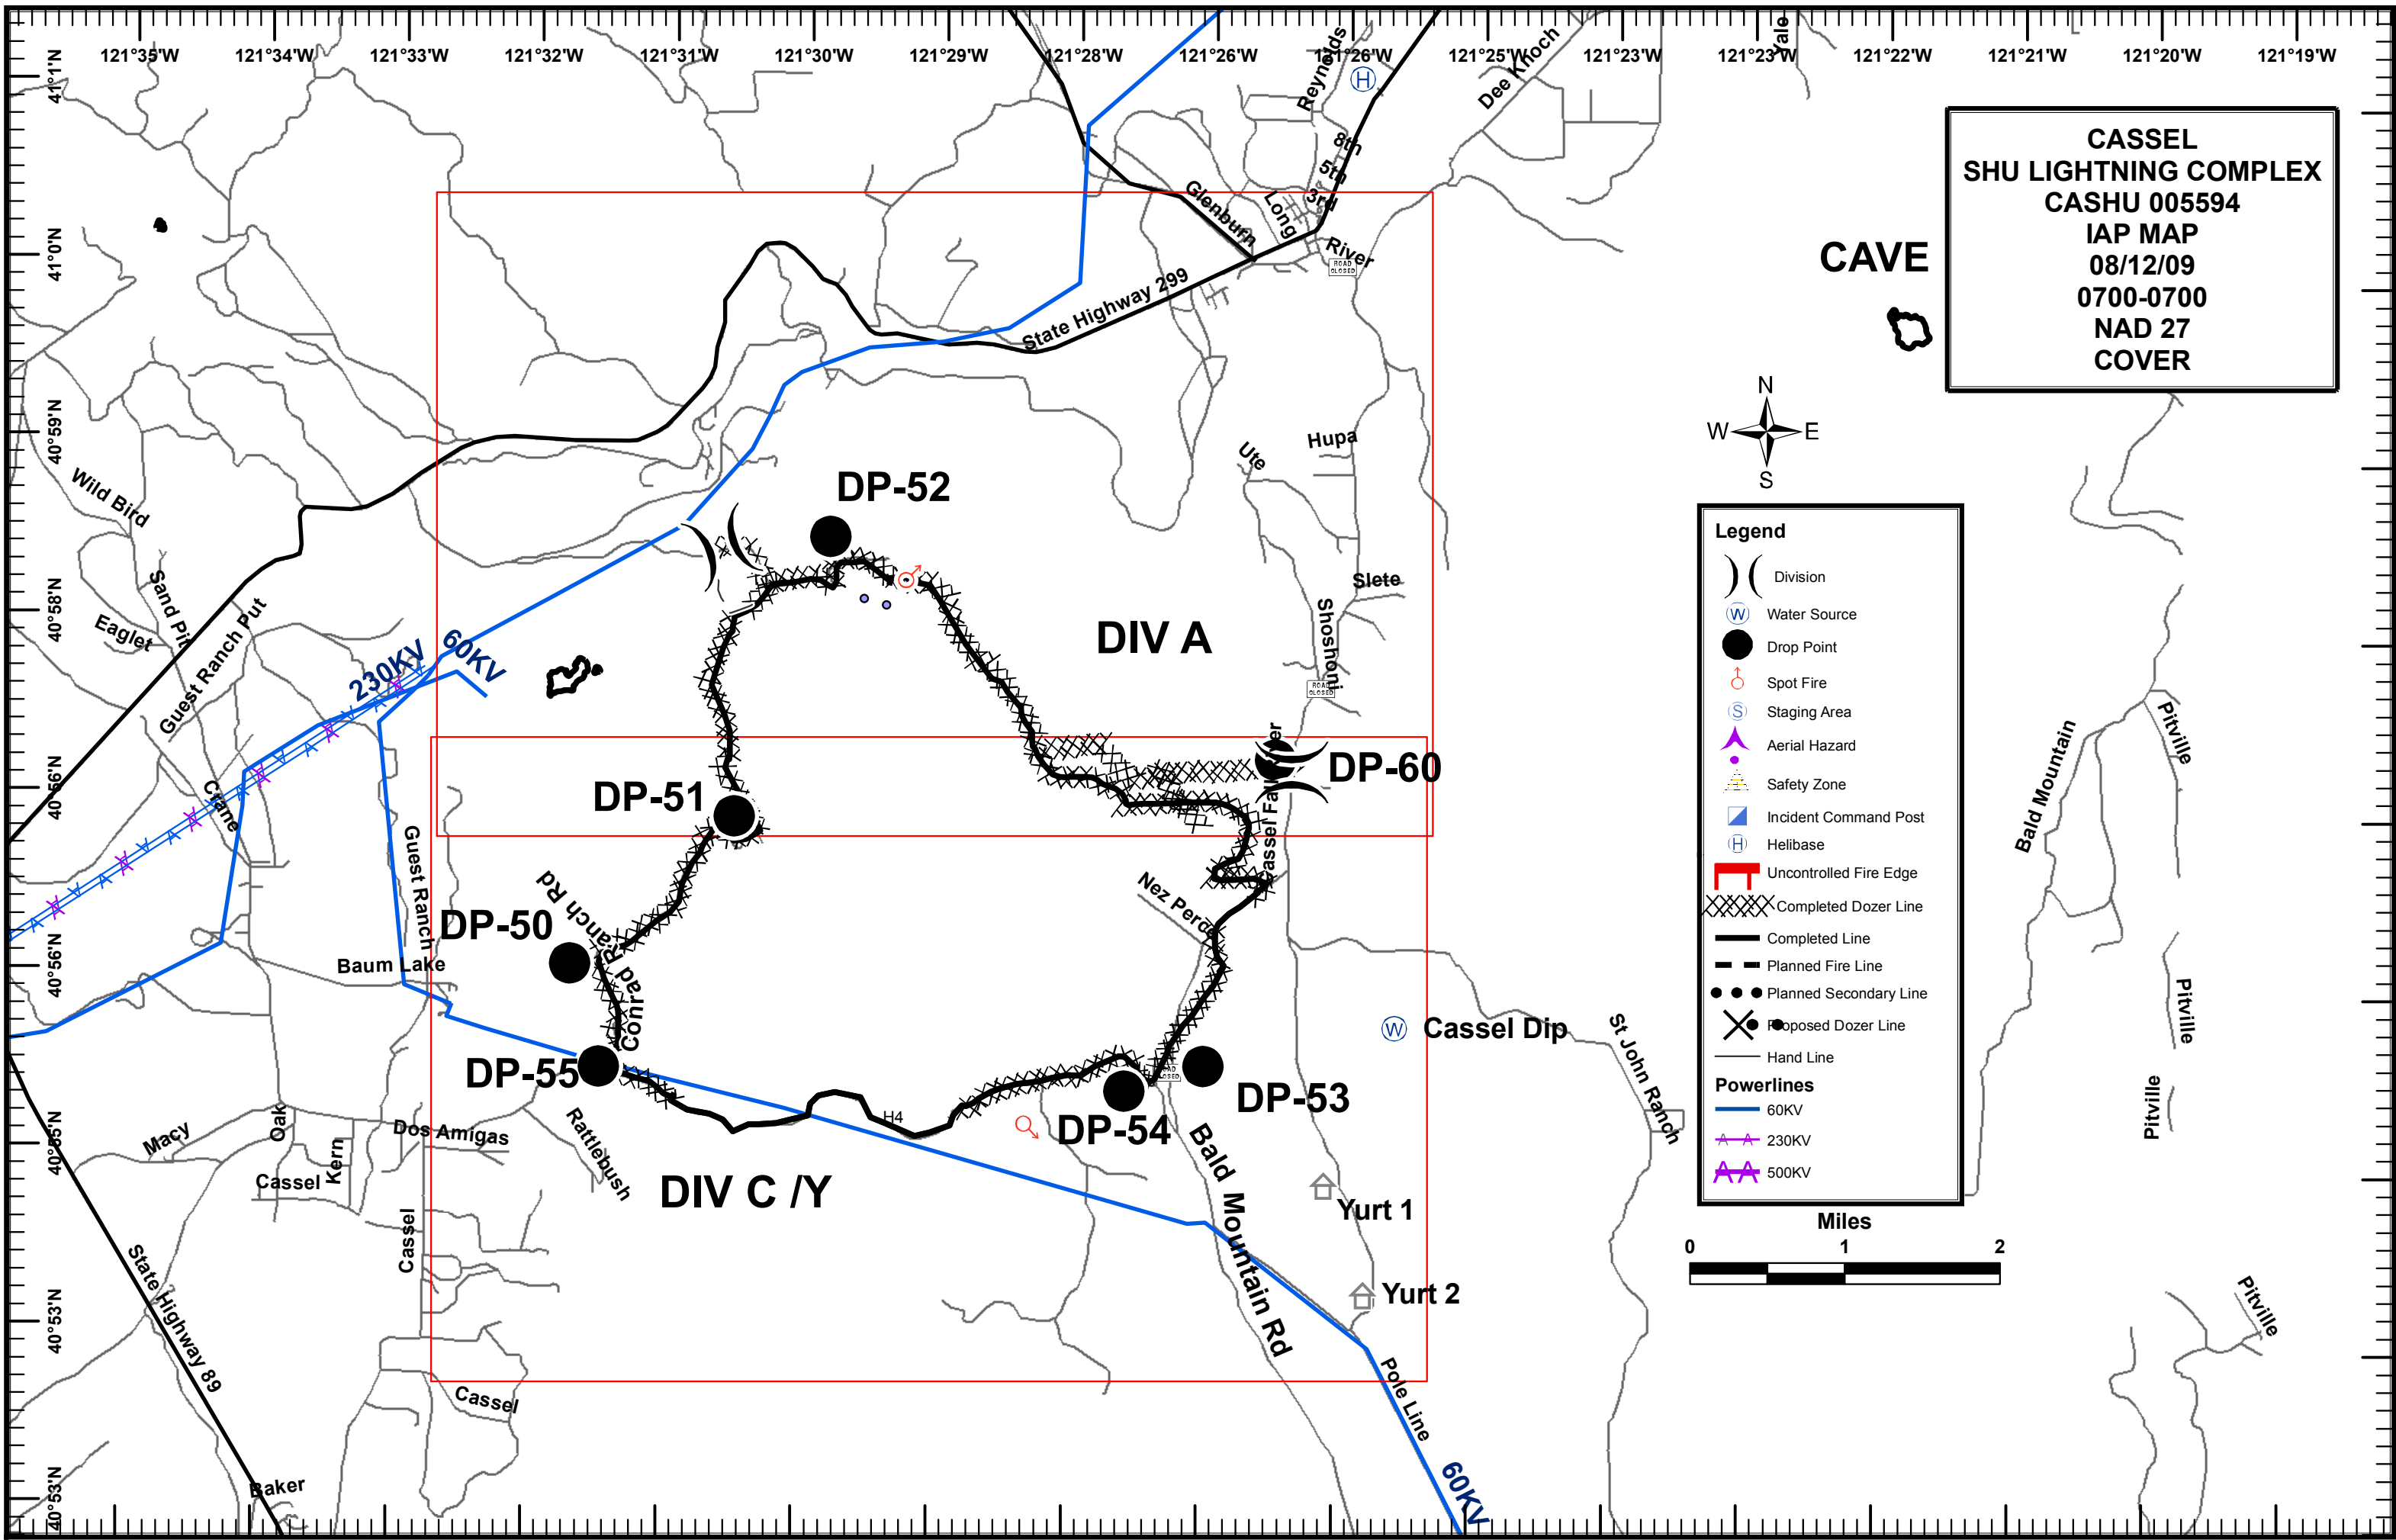 121°35'W 121°34'W 121°33'W 121°32'W 121°31'W 121°30'W 121°29'W 121°28'W 121°26'W 121°26'W 121°25'W 121°23'W 121°23'W 121°22'W 121°21'W 121°20'W 121°19'W
41°1'N
41°0'N
40°59'N
40°58'N
40°56'N
40°56'N
40°55'N
40°53'N
40°53'N
CASSEL
SHU LIGHTNING COMPLEX
CASHU 005594
IAP MAP
08/12/09
0700-0700
NAD 27
COVER
CAVE
N
W E
S
Reynolds
H
Dee Knoch
Yale
8th
5th
3rd
Long
Glenburn
River
ROAD CLOSED
State Highway 299
Hupa
Ute
Wild Bird
DP-52
Sand Pit
Eaglet
Guest Ranch Put
Slete
Shoshoni
ROAD CLOSED
DIV A
230KV
60KV
DP-60
DP-51
Crane
Guest Ranch
Nez Perce
DP-50
Conrad Ranch Rd
Baum Lake
W Cassel Dip
St John Ranch
DP-55
DP-53
DP-54
H4
Oak
Macy
Kern
Dos Amigas
Rattlebush
Cassel
Cassel
DIV C /Y
Yurt 1
Yurt 2
Bald Mountain Rd
State Highway 89
Cassel
Baker
Pole Line
60KV
Bald Mountain
Pitville
Pitville
Pitville
Pitville
Legend
Division
W Water Source
Drop Point
Spot Fire
S Staging Area
Aerial Hazard
Safety Zone
Incident Command Post
H Helibase
Uncontrolled Fire Edge
Completed Dozer Line
Completed Line
Planned Fire Line
Planned Secondary Line
Proposed Dozer Line
Hand Line
Powerlines
60KV
230KV
500KV
Miles
0 1 2